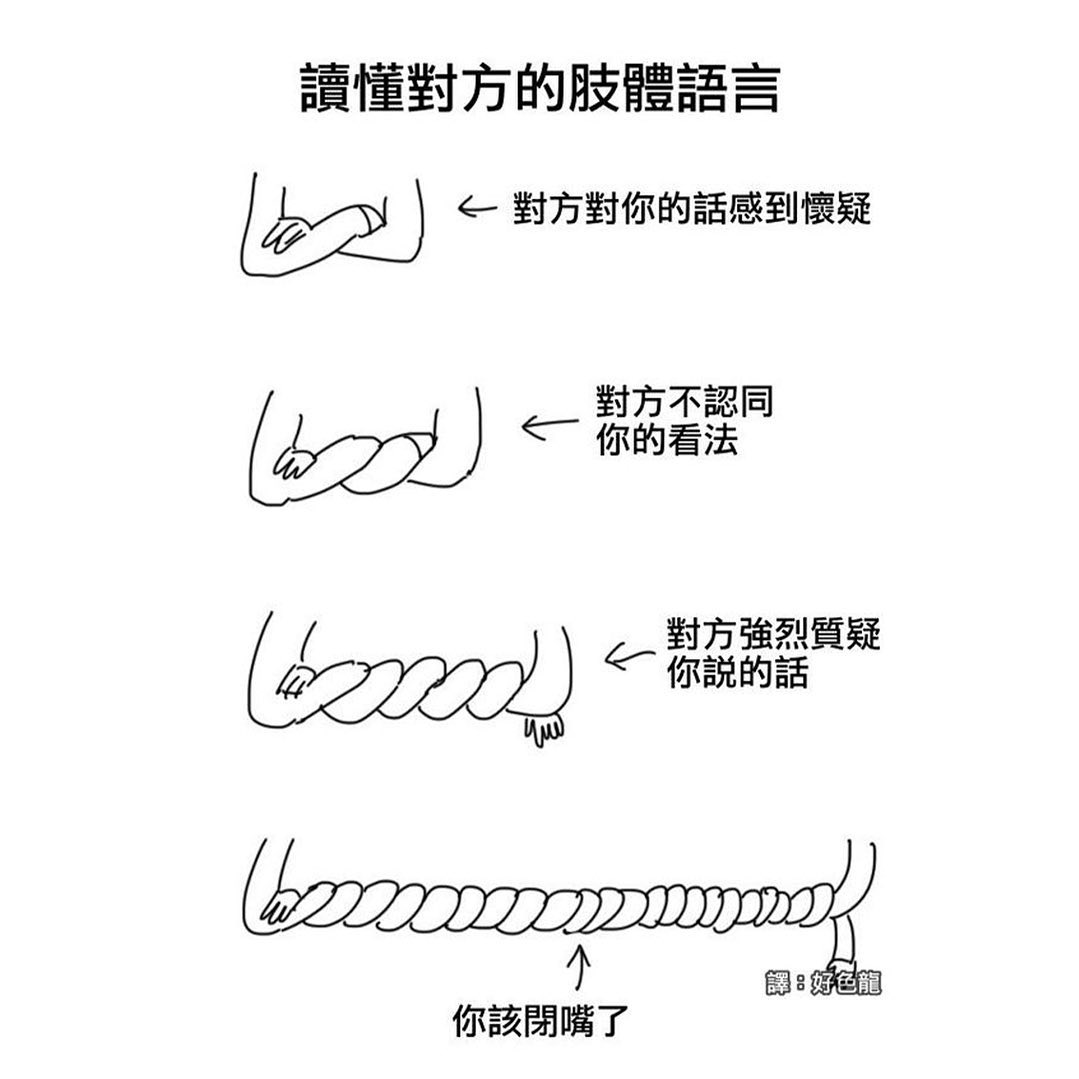 讀懂對方的肢體語言
對方對你的話感到懷疑
對方不認同
你的看法
對方強烈質疑
你説的話
譯：好色龍
你該閉嘴了